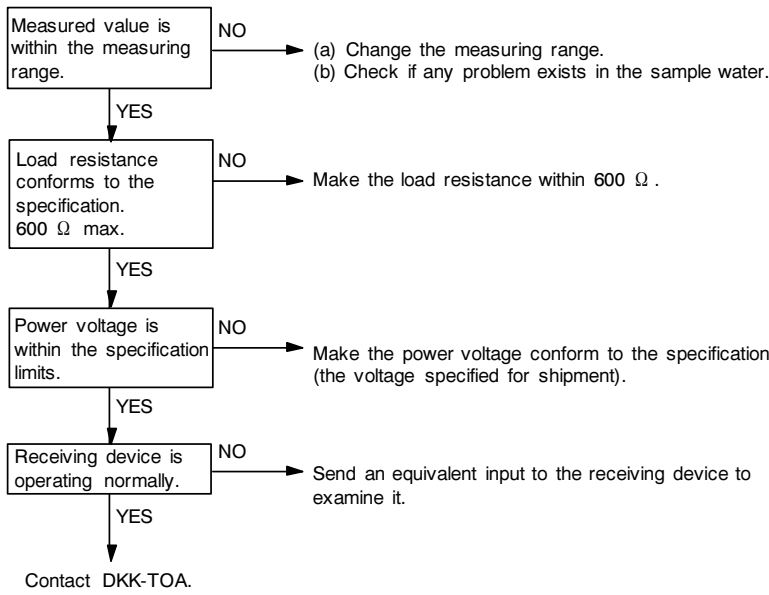 Measured value is
within the measuring
range.
NO
(a) Change the measuring range.
(b) Check if any problem exists in the sample water.
YES
Load resistance
conforms to the
specification.
600 Ω max.
NO
Make the load resistance within 600 Ω .
YES
Power voltage is
within the specification
limits.
NO
Make the power voltage conform to the specification
(the voltage specified for shipment).
YES
Receiving device is
operating normally.
NO
Send an equivalent input to the receiving device to
examine it.
YES
Contact DKK-TOA.